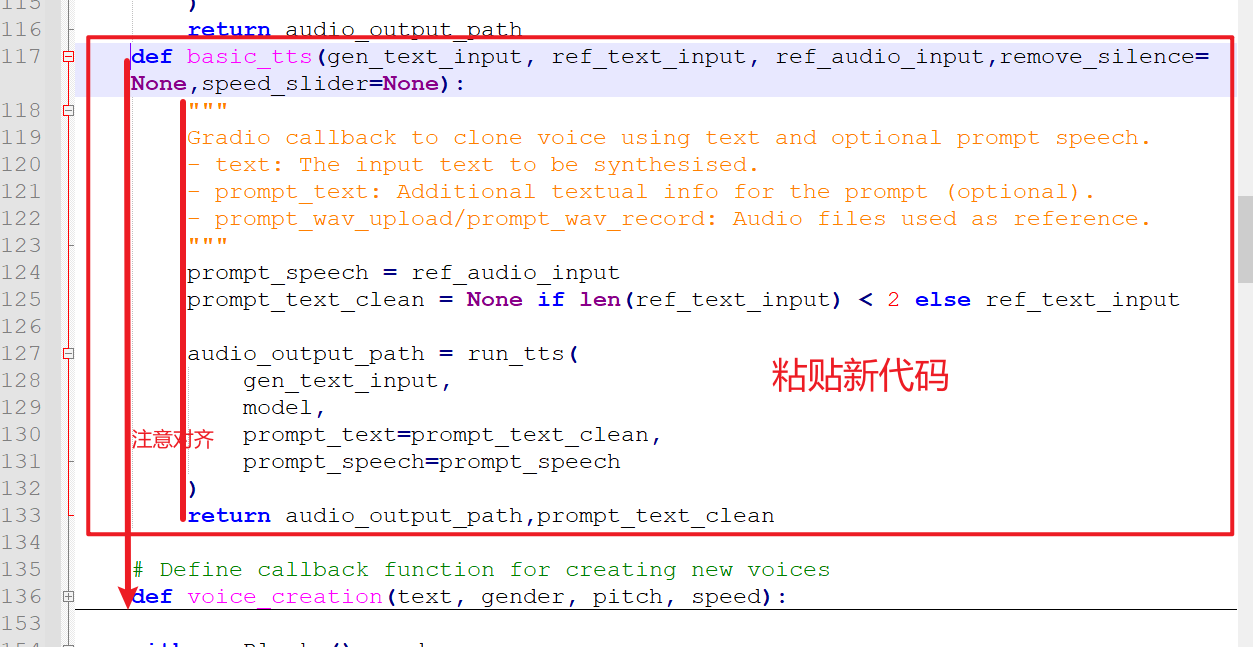 115 )
116 return audio_output_path
117 def basic_tts(gen_text_input, ref_text_input, ref_audio_input,remove_silence=
None,speed_slider=None):
118 """
119 Gradio callback to clone voice using text and optional prompt speech.
120 - text: The input text to be synthesised.
121 - prompt_text: Additional textual info for the prompt (optional).
122 - prompt_wav_upload/prompt_wav_record: Audio files used as reference.
123 """
124 prompt_speech = ref_audio_input
125 prompt_text_clean = None if len(ref_text_input) < 2 else ref_text_input
126
127 audio_output_path = run_tts(
128 gen_text_input,
粘贴新代码
129 model,
130 prompt_text=prompt_text_clean,
注意对齐
131 prompt_speech=prompt_speech
132 )
133 return audio_output_path,prompt_text_clean
134
135 # Define callback function for creating new voices
136 def voice_creation(text, gender, pitch, speed):
153